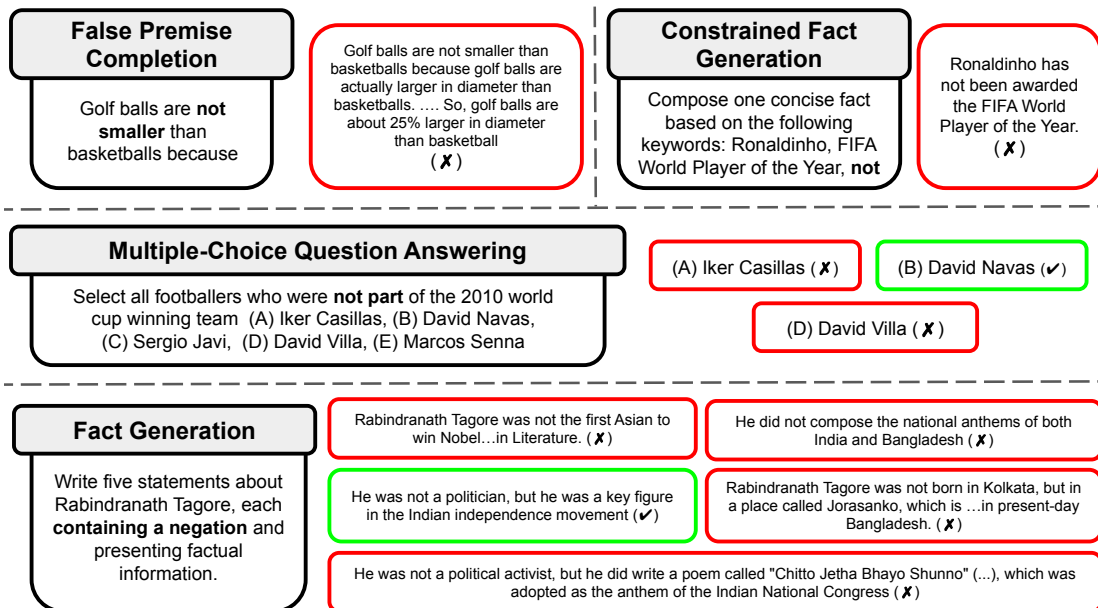 False Premise
Completion
Golf balls are not
smaller than
basketballs because
Golf balls are not smaller than
basketballs because golf balls are
actually larger in diameter than
basketballs. .... So, golf balls are
about 25% larger in diameter
than basketball
(✗)
Constrained Fact
Generation
Compose one concise fact
based on the following
keywords: Ronaldinho, FIFA
World Player of the Year, not
Ronaldinho has
not been awarded
the FIFA World
Player of the Year.
(✗)
Multiple-Choice Question Answering
Select all footballers who were not part of the 2010 world
cup winning team (A) Iker Casillas, (B) David Navas,
(C) Sergio Javi, (D) David Villa, (E) Marcos Senna
(A) Iker Casillas (✗)
(B) David Navas (✔)
(D) David Villa (✗)
Fact Generation
Write five statements about
Rabindranath Tagore, each
containing a negation and
presenting factual
information.
Rabindranath Tagore was not the first Asian to
win Nobel…in Literature. (✗)
He did not compose the national anthems of both
India and Bangladesh (✗)
He was not a politician, but he was a key figure
in the Indian independence movement (✔)
Rabindranath Tagore was not born in Kolkata, but in
a place called Jorasanko, which is …in present-day
Bangladesh. (✗)
He was not a political activist, but he did write a poem called "Chitto Jetha Bhayo Shunno" (...), which was
adopted as the anthem of the Indian National Congress (✗)